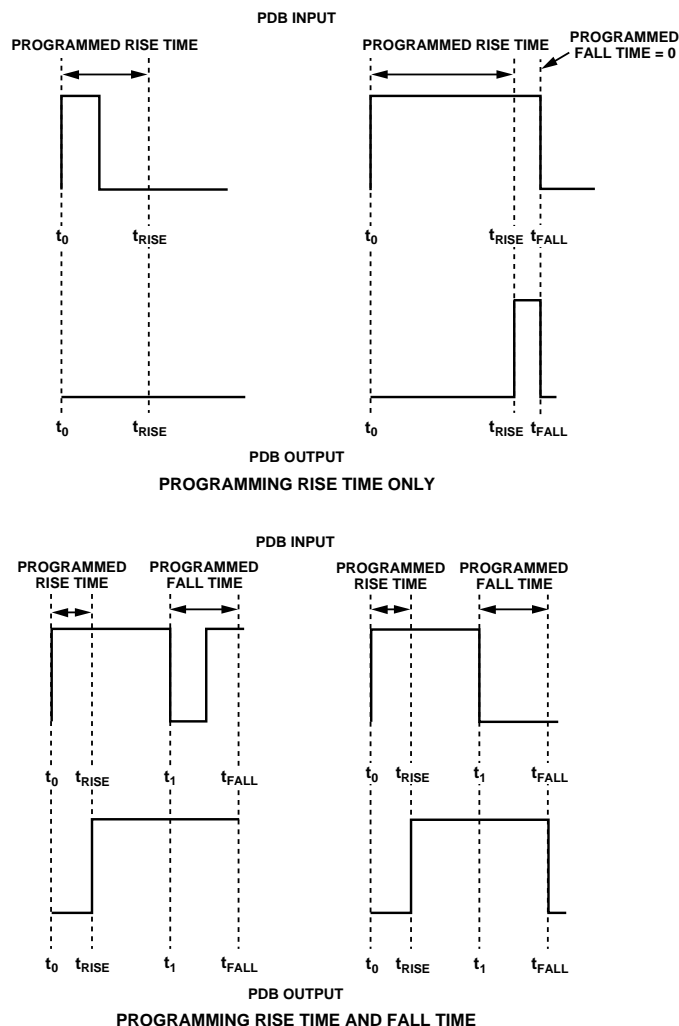 PDB INPUT
PROGRAMMED RISE TIME
PROGRAMMED RISE TIME
PROGRAMMED
FALL TIME = 0
t0 tRISE
t0 tRISE tFALL
t0 tRISE
t0 tRISE tFALL
PDB OUTPUT
PROGRAMMING RISE TIME ONLY
PDB INPUT
PROGRAMMED
RISE TIME
PROGRAMMED
FALL TIME
PROGRAMMED
RISE TIME
PROGRAMMED
FALL TIME
t0 tRISE t1 tFALL
t0 tRISE t1 tFALL
t0 tRISE t1 tFALL
t0 tRISE t1 tFALL
PDB OUTPUT
PROGRAMMING RISE TIME AND FALL TIME